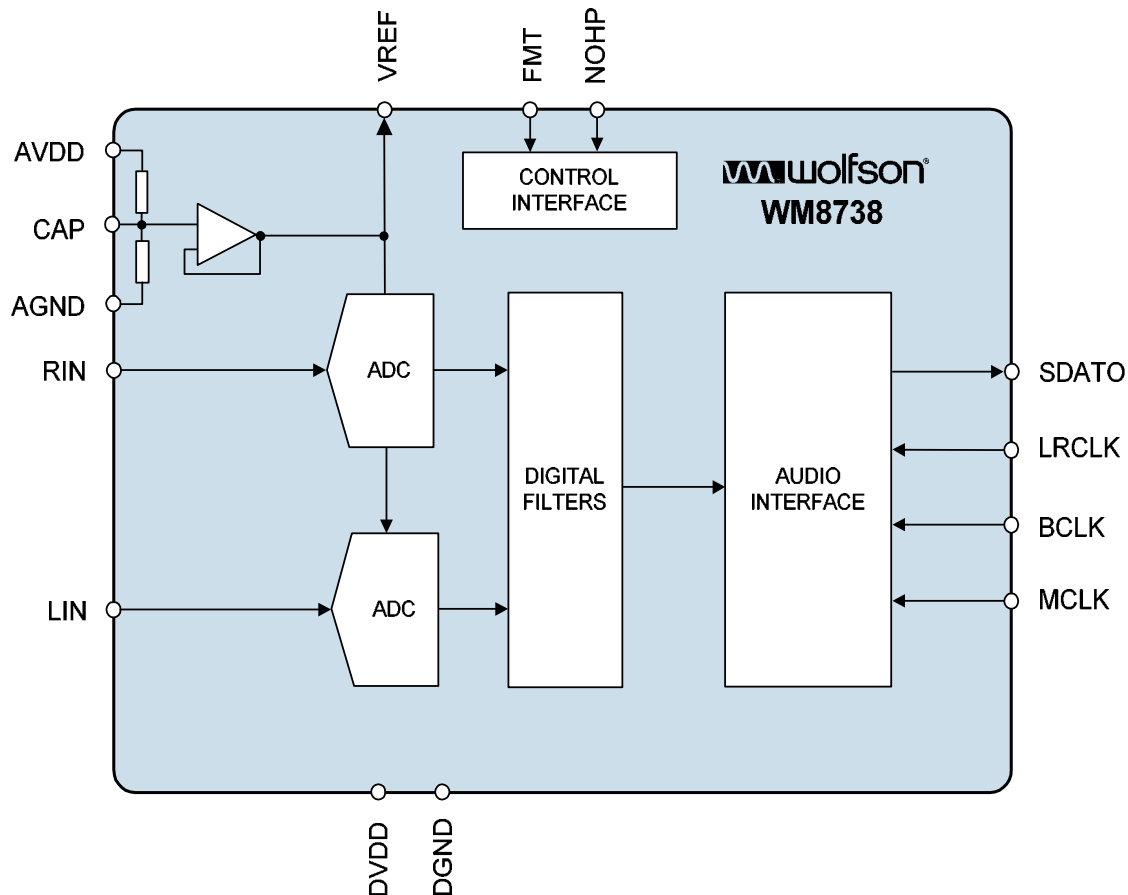 VREF
FMT
NOHP
AVDD
CAP
AGND
RIN
LIN
CONTROL
INTERFACE
wolfson®
WM8738
ADC
ADC
DIGITAL
FILTERS
AUDIO
INTERFACE
SDATO
LRCLK
BCLK
MCLK
DVDD
DGND